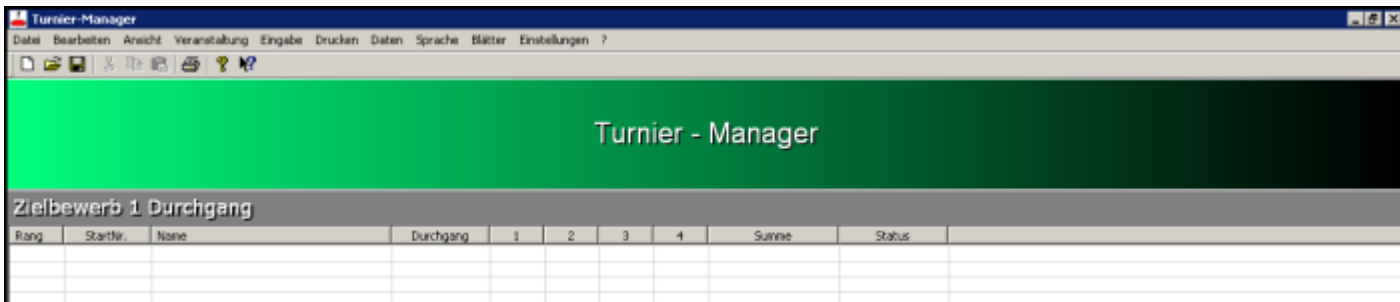 Turnier-Manager
Datei Bearbeiten Ansicht Veranstaltung Eingabe Drucken Daten Sprache Blätter Einstellungen ?
Turnier - Manager
Zielbewerb 1 Durchgang
Rang StartNr. Name Durchgang 1 2 3 4 Summe Status